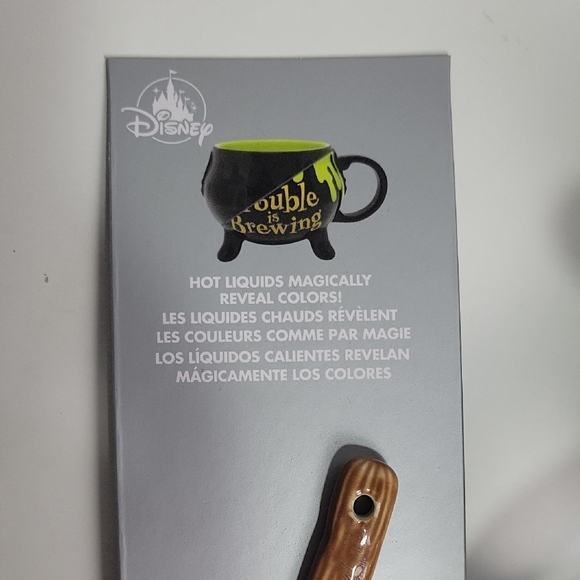 Disney
rouble
is
Brewing
HOT LIQUIDS MAGICALLY
REVEAL COLORS!
LES LIQUIDES CHAUDS RÉVÈLENT
LES COULEURS COMME PAR MAGIE
LOS LÍQUIDOS CALIENTES REVELAN
MÁGICAMENTE LOS COLORES